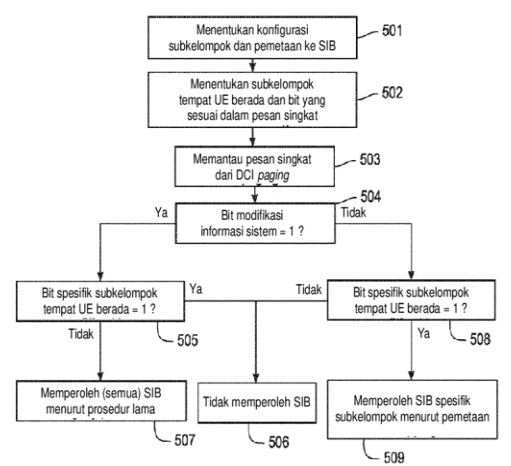 Menentukan konfigurasi
subkelompok dan pemetaan ke SIB
501
Menentukan subkelompok
tempat UE berada dan bit yang
sesuai dalam pesan singkat
502
Memantau pesan singkat
dari DCI paging
503
504
Ya
Bit modifikasi
informasi sistem = 1 ?
Tidak
Bit spesifik subkelompok
tempat UE berada = 1 ?
Ya
Tidak
Bit spesifik subkelompok
tempat UE berada = 1 ?
Tidak
505
Ya
508
Memperoleh (semua) SIB
menurut prosedur lama
507
Tidak memperoleh SIB
506
Memperoleh SIB spesifik
subkelompok menurut pemetaan
509